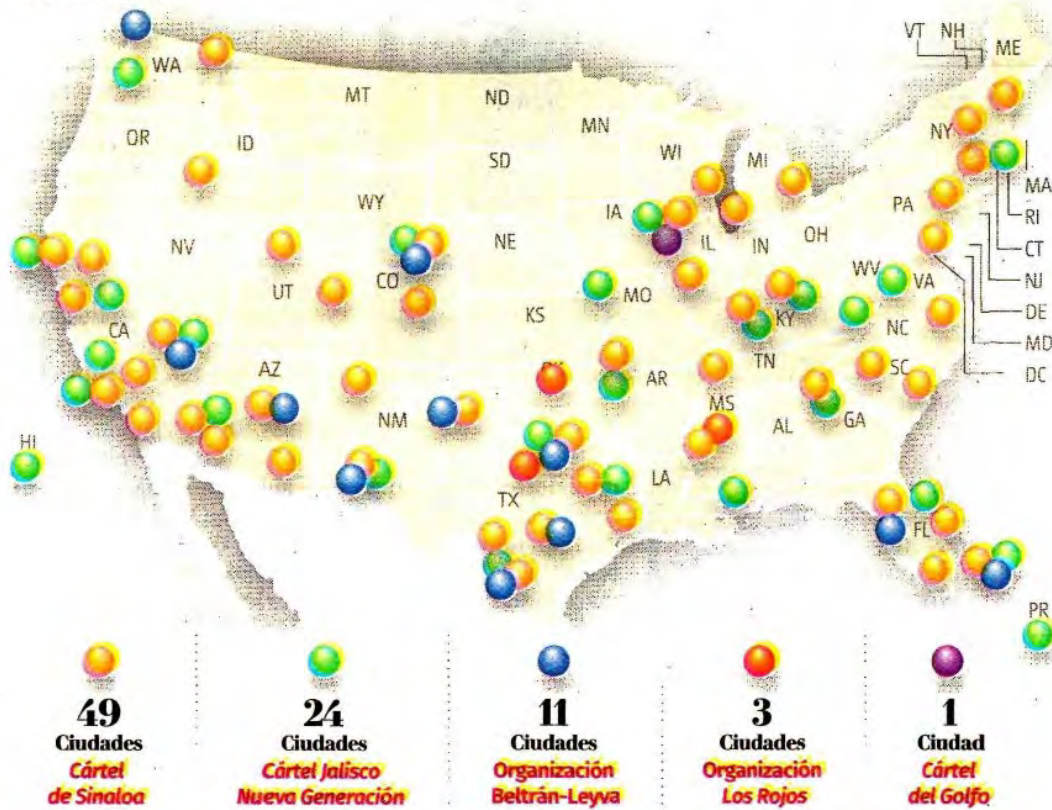 VT NH ME
WA
MT ND
OR ID MN NY
SD WI MI
MA
WY PA
IA RI
NV NE IL IN OH CT
UT CO WV VA NJ
KS MO
CA KY NC DE
TN MD
AZ AR SC DC
NM MS
AL GA
HI
LA
TX
FL
PR
49 24 11 3 1
Ciudades Ciudades Ciudades Ciudades Ciudad
Cártel Cártel Jalisco Organización Organización Cártel
de Sinaloa Nueva Generación Beltrán-Leyva Los Rojos del Golfo